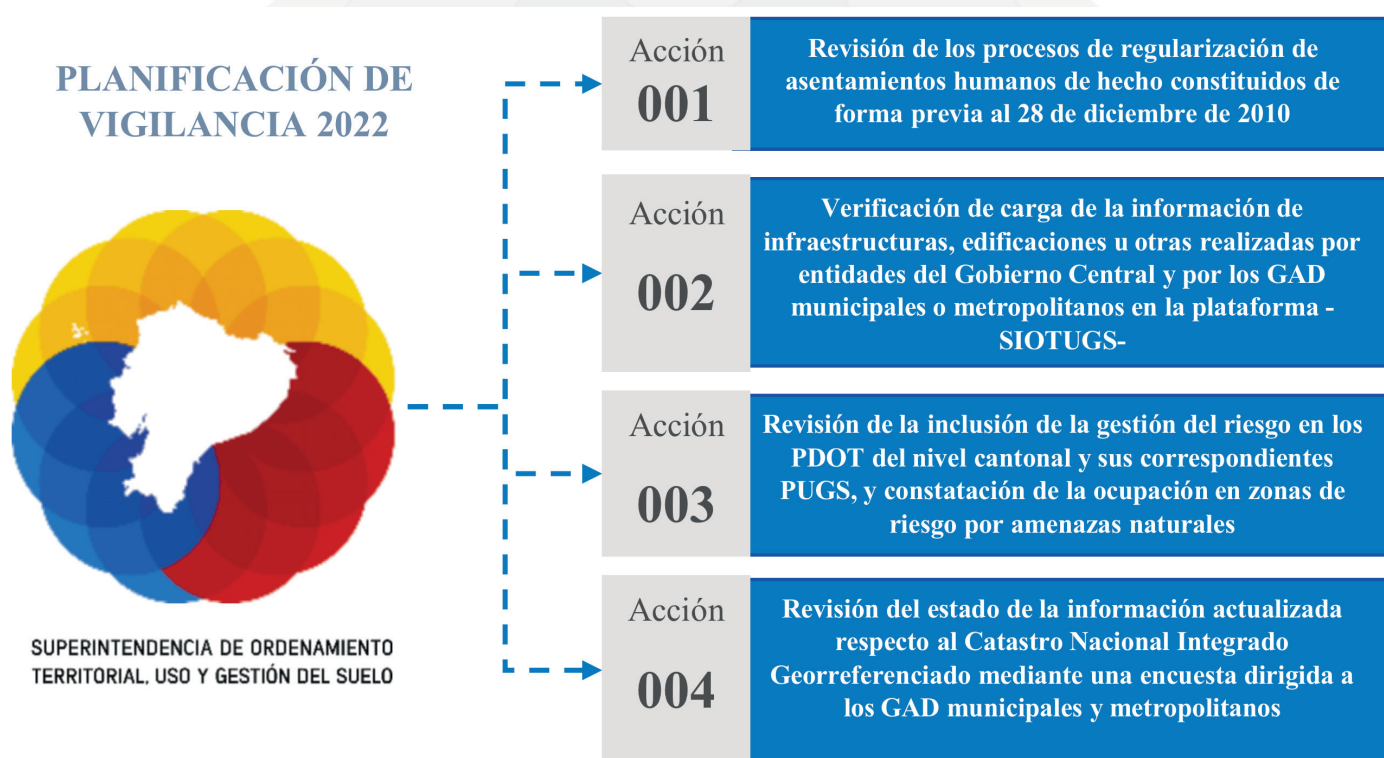 PLANIFICACIÓN DE
VIGILANCIA 2022
SUPERINTENDENCIA DE ORDENAMIENTO
TERRITORIAL, USO Y GESTIÓN DEL SUELO
Acción
001
Revisión de los procesos de regularización de
asentamientos humanos de hecho constituidos de
forma previa al 28 de diciembre de 2010
Acción
002
Verificación de carga de la información de
infraestructuras, edificaciones u otras realizadas por
entidades del Gobierno Central y por los GAD
municipales o metropolitanos en la plataforma -
SIOTUGS-
Acción
003
Revisión de la inclusión de la gestión del riesgo en los
PDOT del nivel cantonal y sus correspondientes
PUGS, y constatación de la ocupación en zonas de
riesgo por amenazas naturales
Acción
004
Revisión del estado de la información actualizada
respecto al Catastro Nacional Integrado
Georreferenciado mediante una encuesta dirigida a
los GAD municipales y metropolitanos